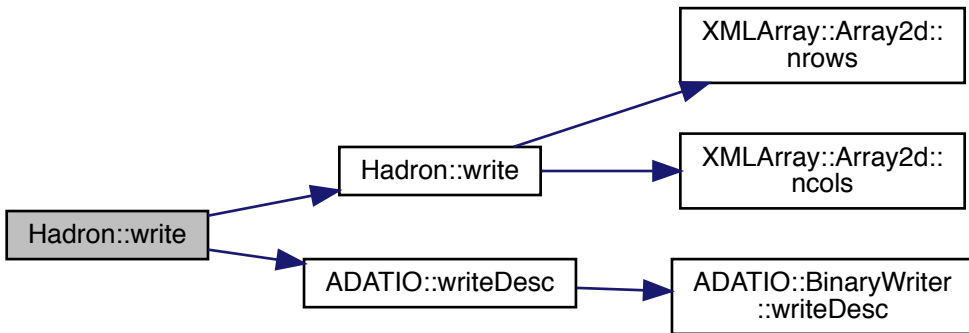 Hadron::write
Hadron::write
ADATIO::writeDesc
XMLArray::Array2d::
nrows
XMLArray::Array2d::
ncols
ADATIO::BinaryWriter
::writeDesc